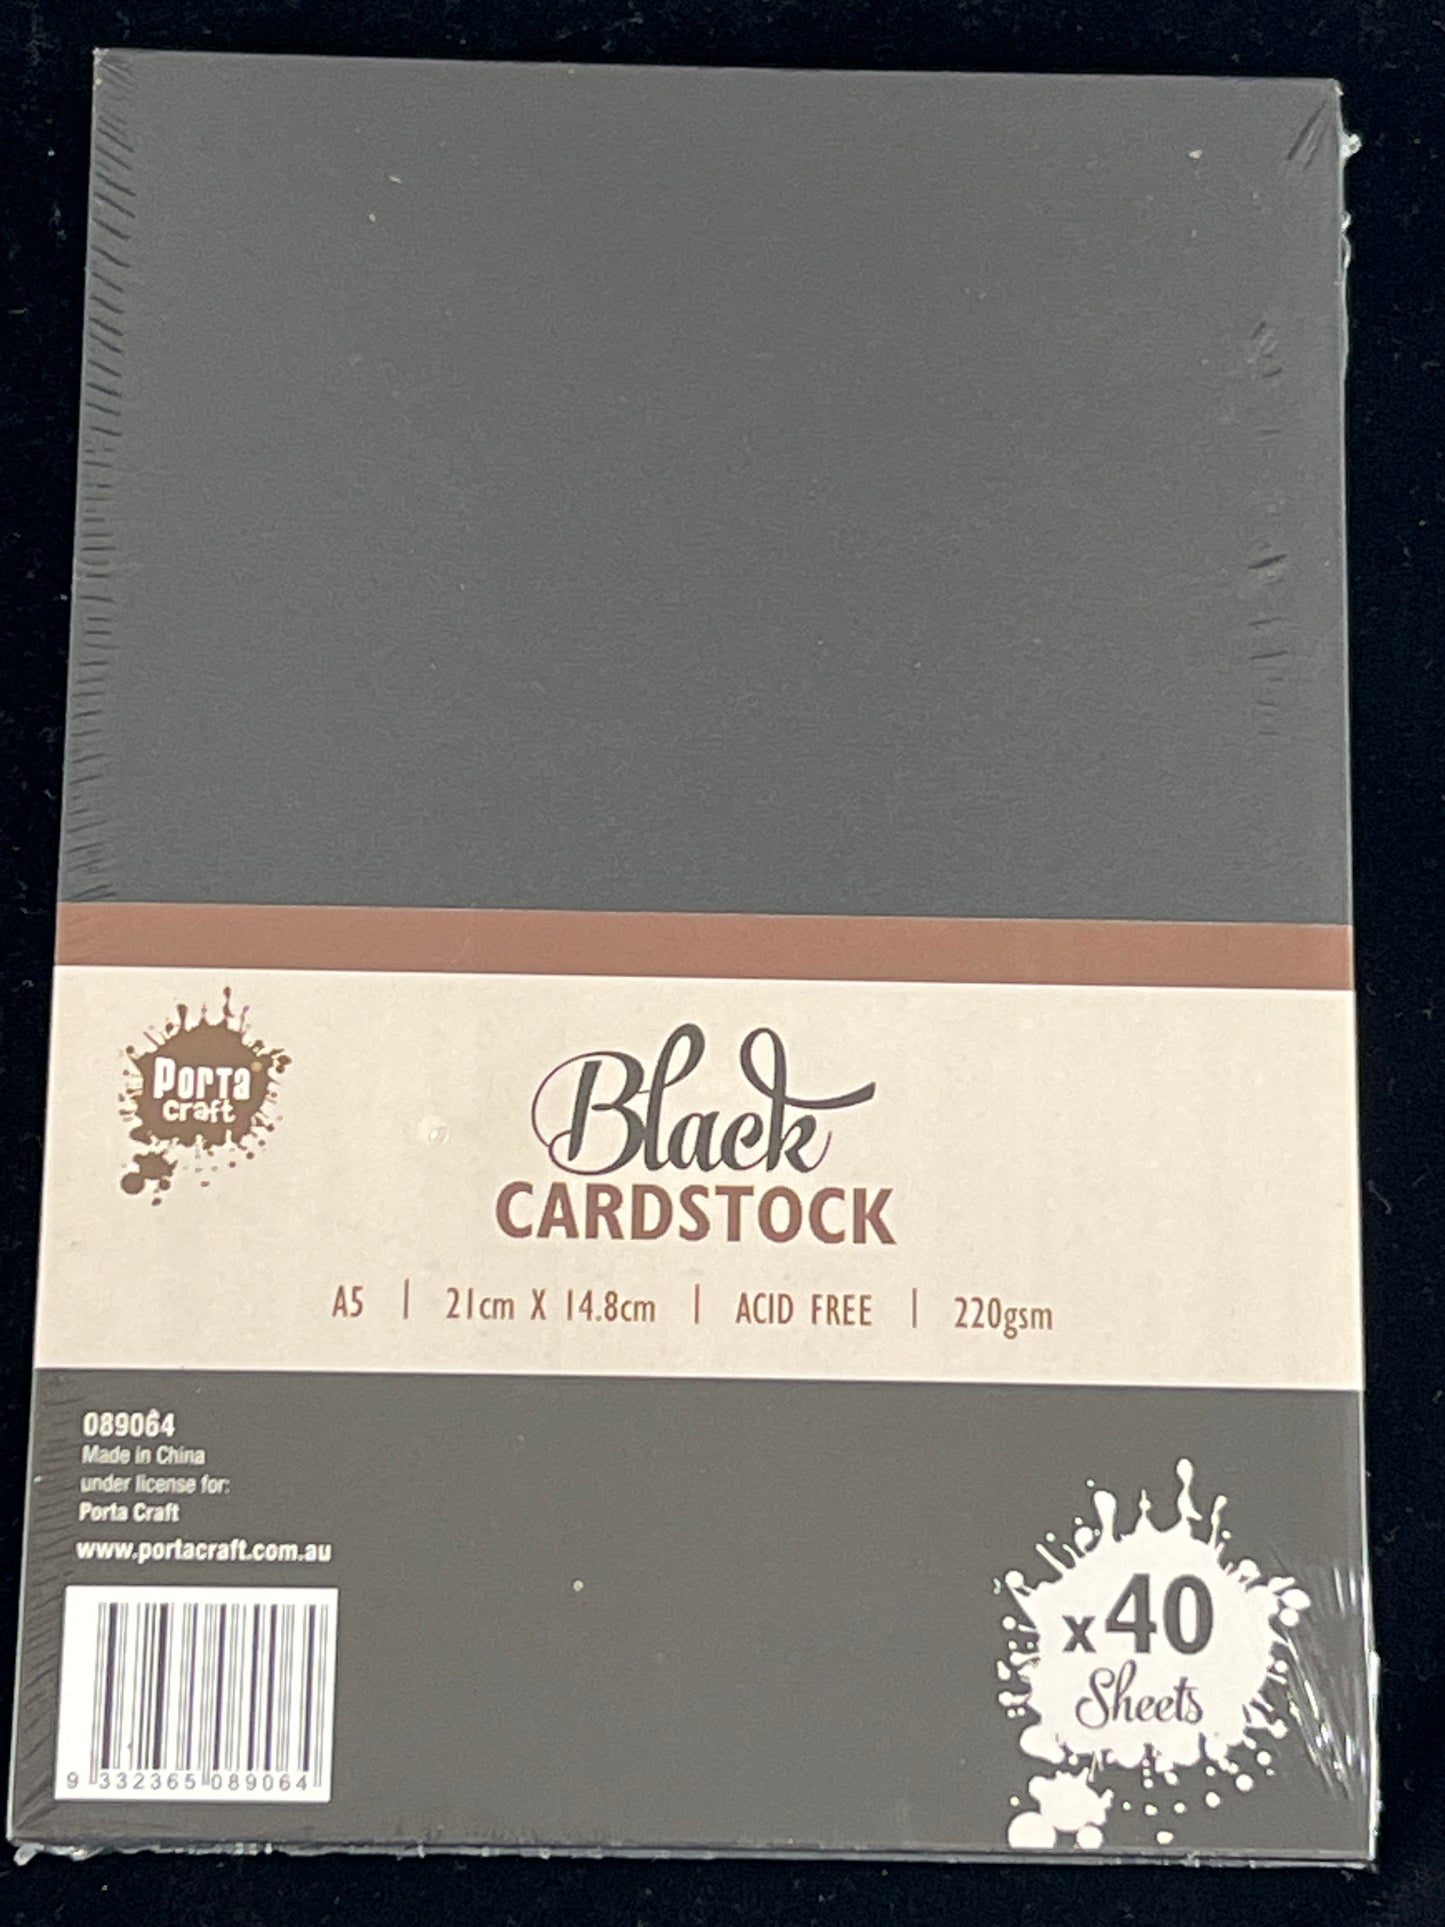 Porta
craft
Black
CARDSTOCK
A5 | 21cm X 14.8cm | ACID FREE | 220gsm
089064
Made in China
under license for:
Porta Craft
www.portacraft.com.au
9 332365 089064
x40
Sheets